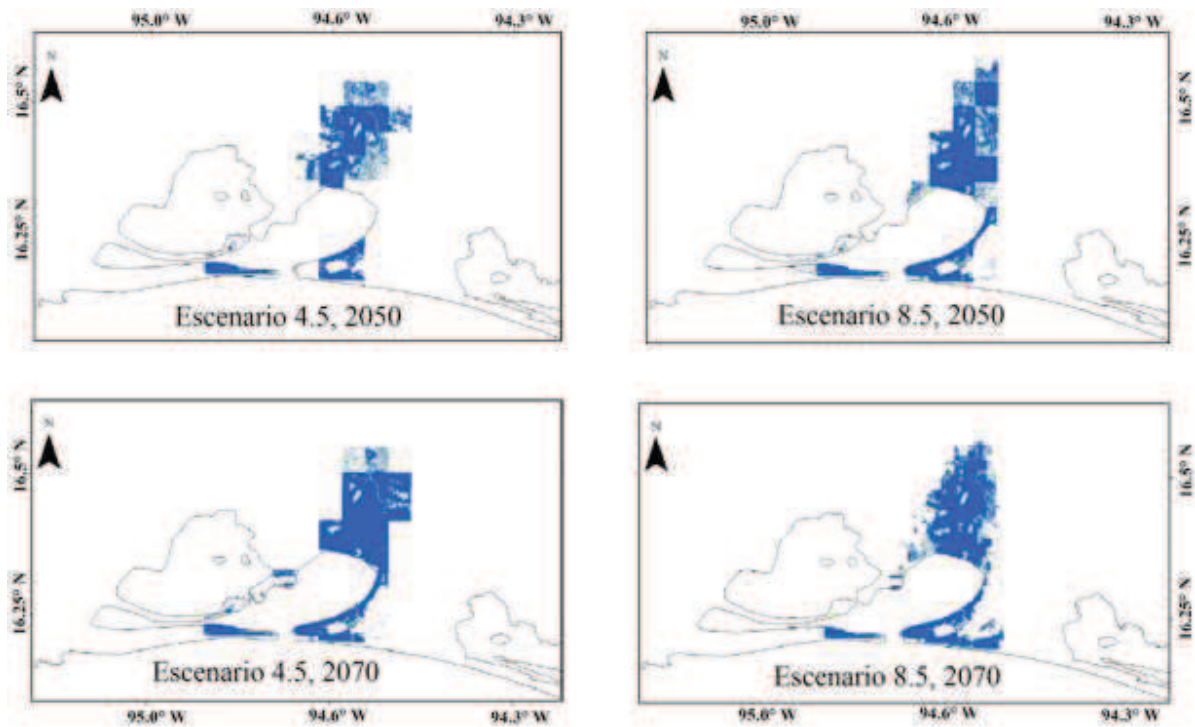 95.0° W 94.6° W 94.3° W
95.0° W 94.6° W 94.3° W
N
N
16.5° N
16.5° N
16.25° N
16.25° N
Escenario 4.5, 2050
Escenario 8.5, 2050
N
N
16.5° N
16.5° N
16.25° N
16.25° N
Escenario 4.5, 2070
Escenario 8.5, 2070
95.0° W 94.6° W 94.3° W
95.0° W 94.6° W 94.3° W